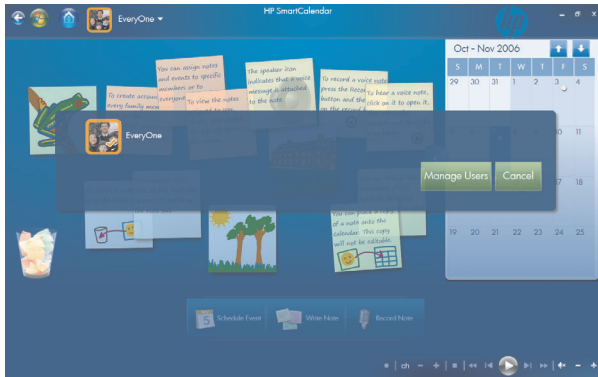 HP SmartCalendar
EveryOne
hp
Oct - Nov 2006
S M T W T F S
29 30 31 1 2 3 4
You can assign notes
and events to specific
members or to
everyone
The speaker icon
indicates that a voice
message is attached
to the note.
To record a voice note
press the Record
button and the
on the record
To hear a voice note,
click on it to open it.
To create
every family
To view the notes
EveryOne
10 11
Manage Users Cancel
17 18
You can place a copy
of a note onto the
calendar. This copy
will not be editable.
19 20 21 22 23 24 25
5 Schedule Event Write Note Record Note
ch